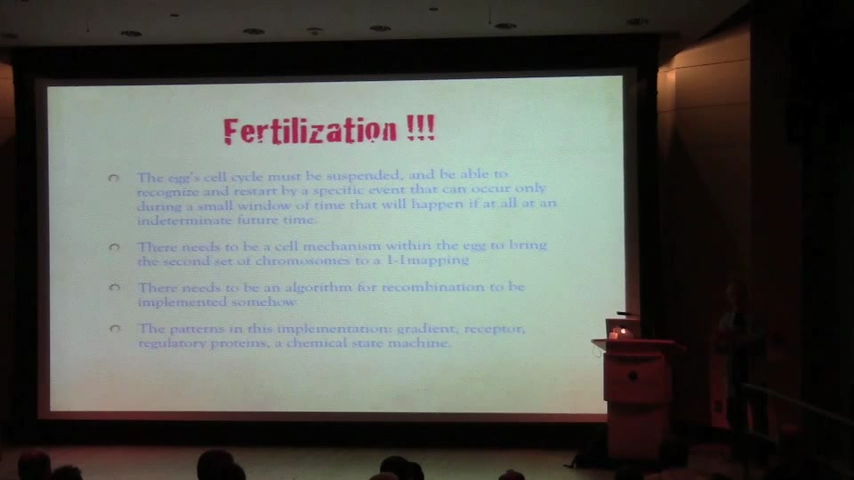 Fertilization !!!
The egg's cell cycle must be suspended, and be able to
recognize and restart by a specific event that can occur only
during a small window of time that will happen if at all at an
indeterminate future time.
There needs to be a cell mechanism within the egg to bring
the second set of chromosomes to a 1-1mapping
There needs to be an algorithm for recombination to be
implemented somehow
The patterns in this implementation: gradient, receptor,
regulatory proteins, a chemical state machine.